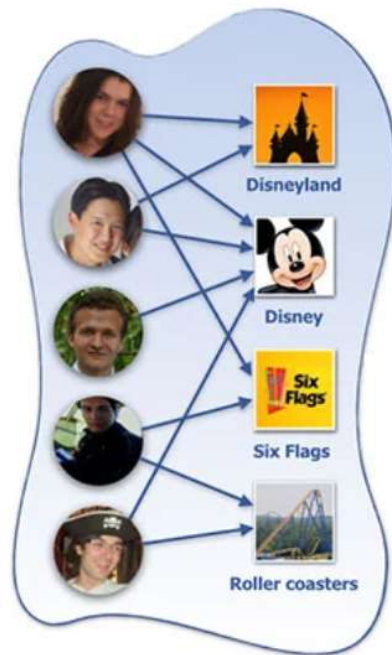 Disneyland
Disney
Six
Flags
Six Flags
Roller coasters